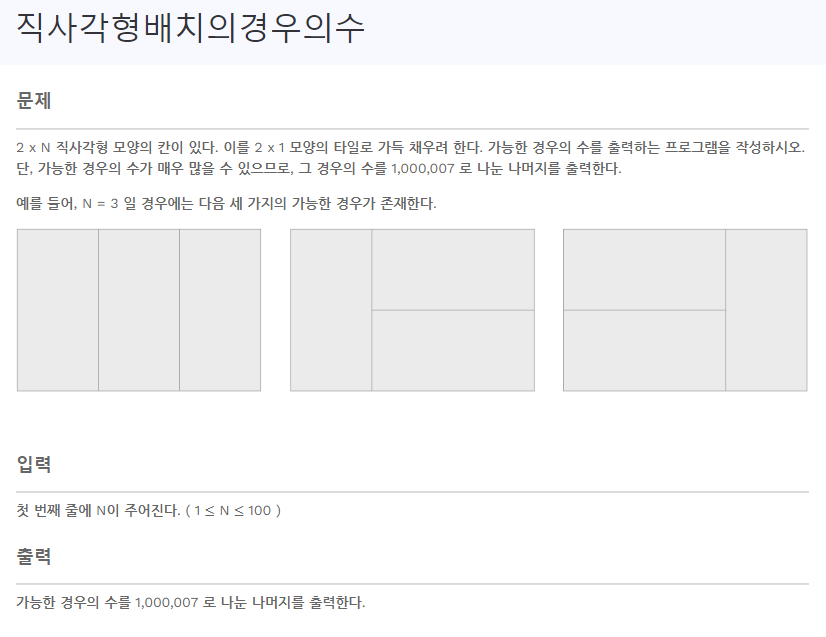 직사각형배치의경우의수
문제
2 x N 직사각형 모양의 칸이 있다. 이를 2 x 1 모양의 타일로 가득 채우려 한다. 가능한 경우의 수를 출력하는 프로그램을 작성하시오.
단, 가능한 경우의 수가 매우 많을 수 있으므로, 그 경우의 수를 1,000,007 로 나눈 나머지를 출력한다.
예를 들어, N = 3 일 경우에는 다음 세 가지의 가능한 경우가 존재한다.
입력
첫 번째 줄에 N이 주어진다. ( 1 ≤ N ≤ 100 )
출력
가능한 경우의 수를 1,000,007 로 나눈 나머지를 출력한다.